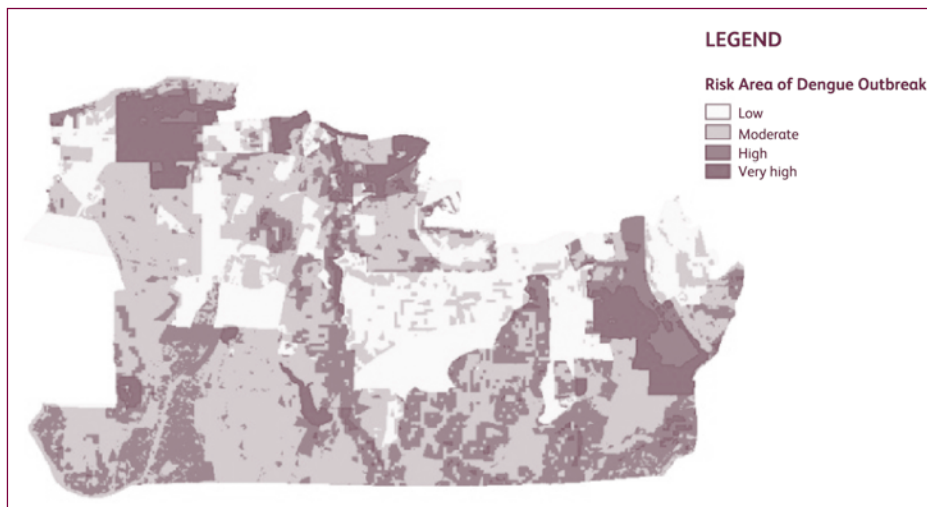 LEGEND
Risk Area of Dengue Outbreak
Low
Moderate
High
Very high